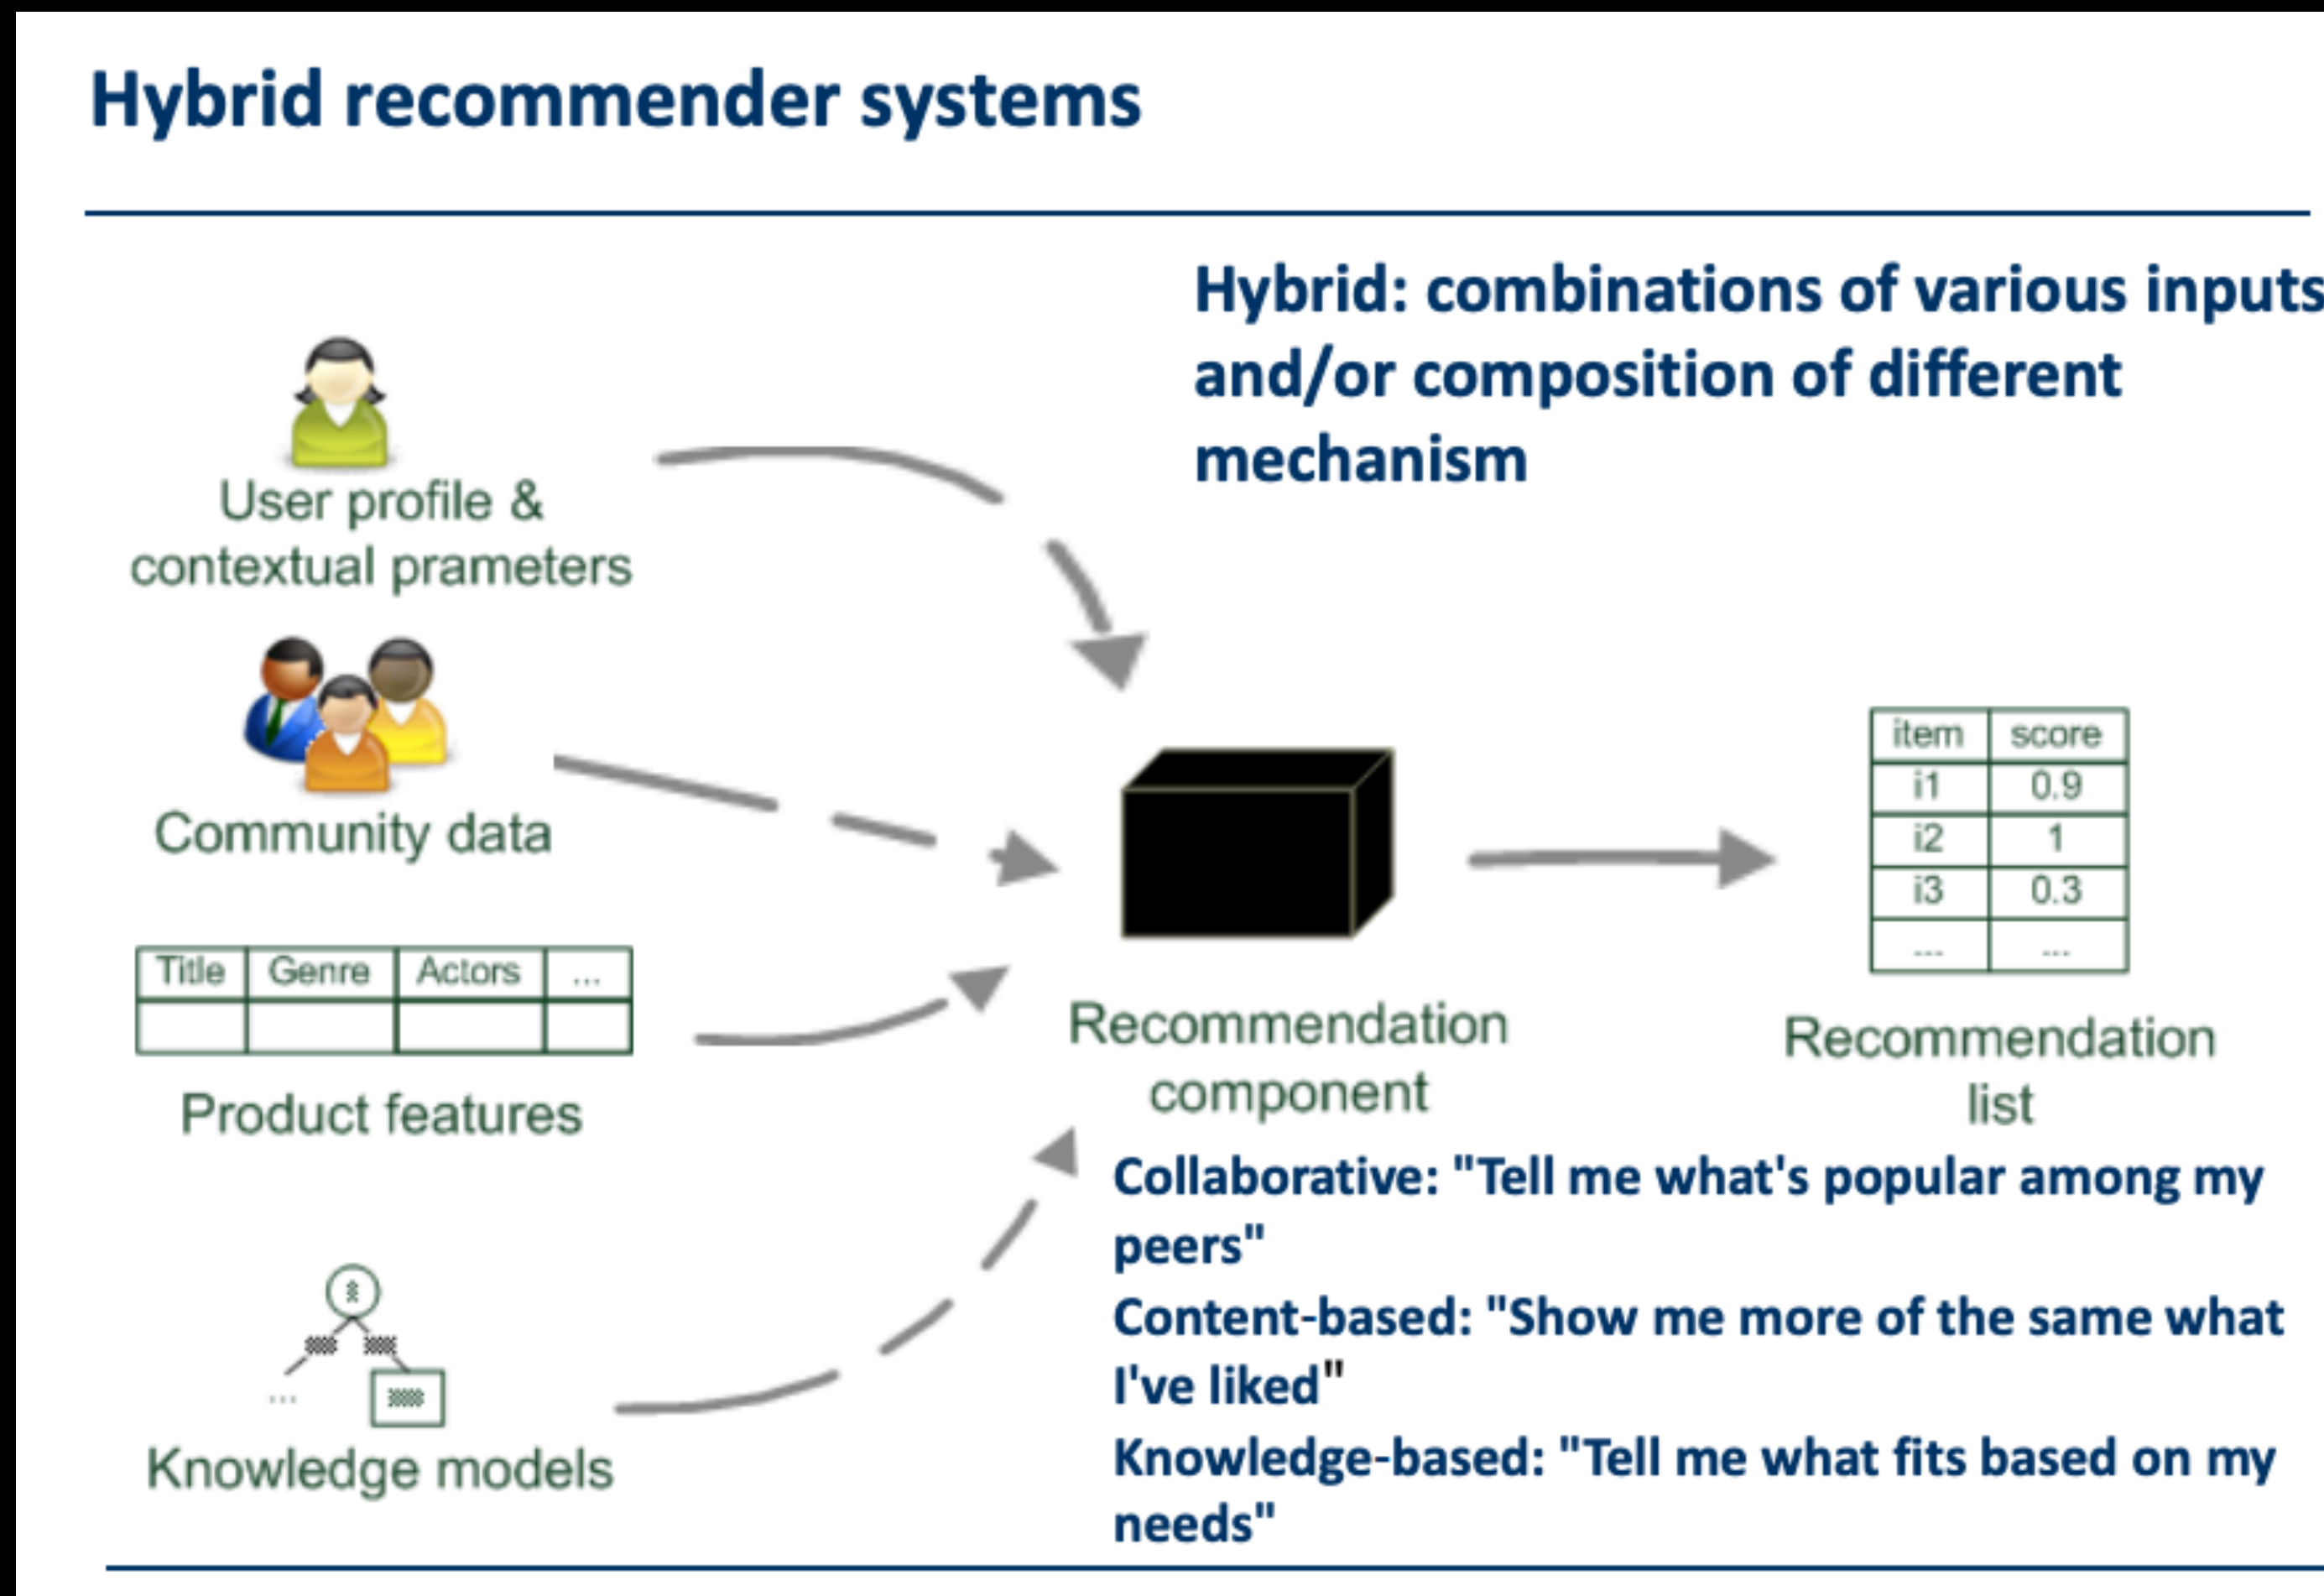 Hybrid recommender systems
Hybrid: combinations of various inputs
and/or composition of different
mechanism
User profile &
contextual prameters
Community data
Title Genre Actors ...
Product features
...
Knowledge models
Recommendation
component
item score
i1 0.9
i2 1
i3 0.3
... ...
Recommendation
list
Collaborative: "Tell me what's popular among my
peers"
Content-based: "Show me more of the same what
I've liked"
Knowledge-based: "Tell me what fits based on my
needs"